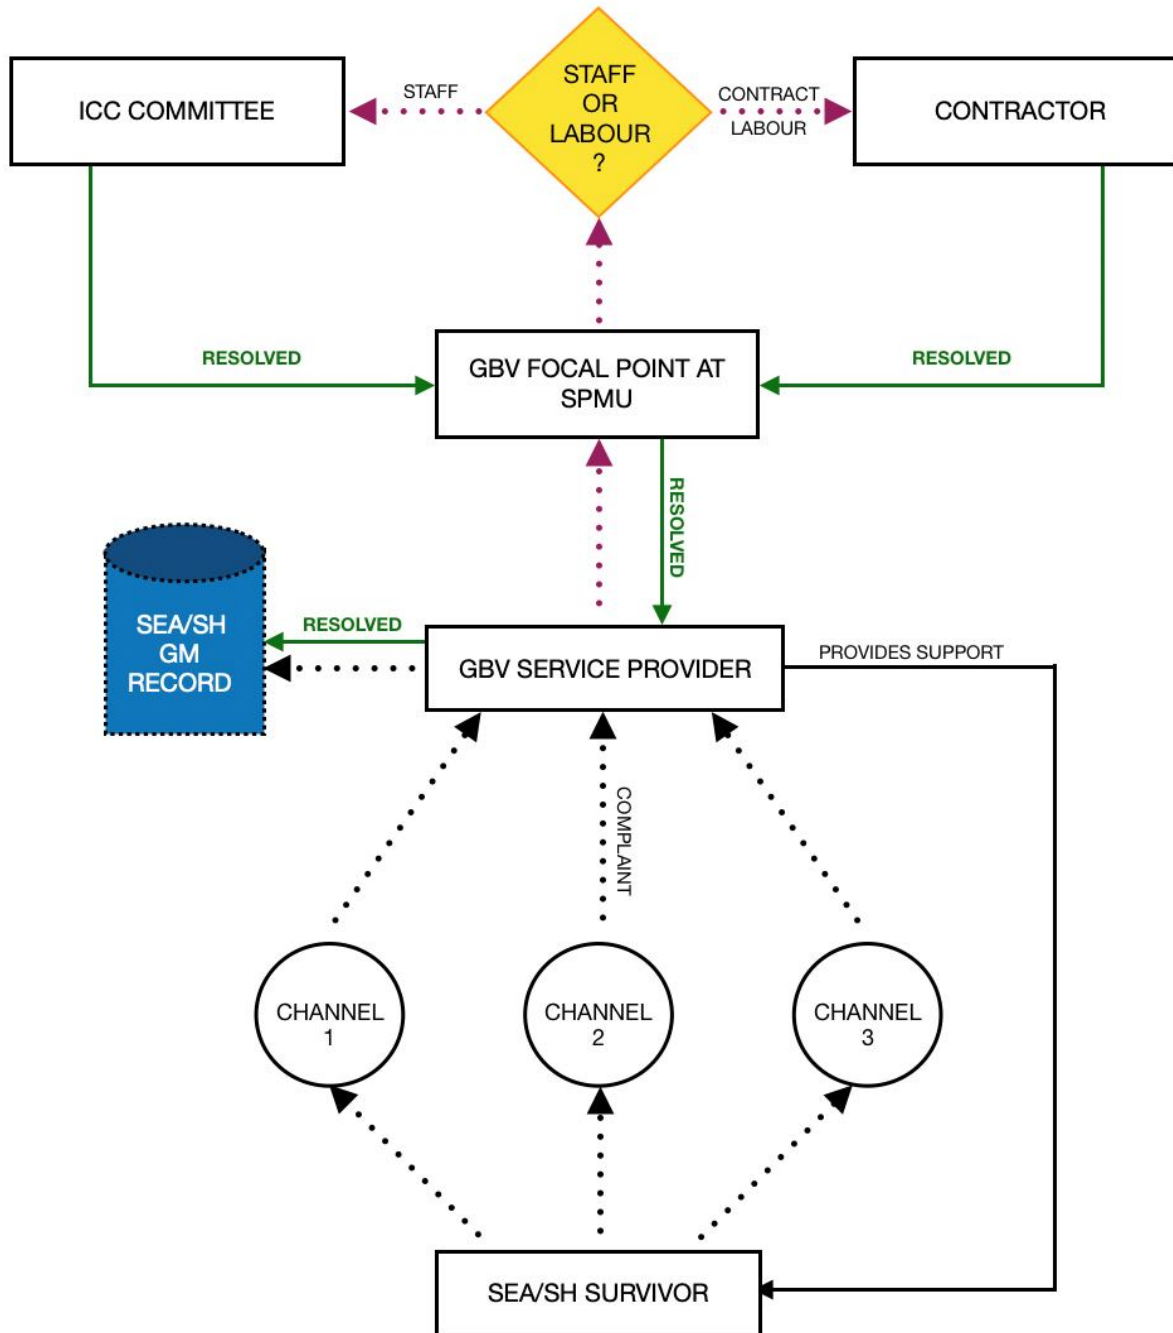 STAFF
OR
LABOUR
?
ICC COMMITTEE
STAFF
CONTRACT
LABOUR
CONTRACTOR
RESOLVED
GBV FOCAL POINT AT
SPMU
RESOLVED
RESOLVED
SEA/SH
GM
RECORD
RESOLVED
GBV SERVICE PROVIDER
PROVIDES SUPPORT
COMPLAINT
CHANNEL
1
CHANNEL
2
CHANNEL
3
SEA/SH SURVIVOR